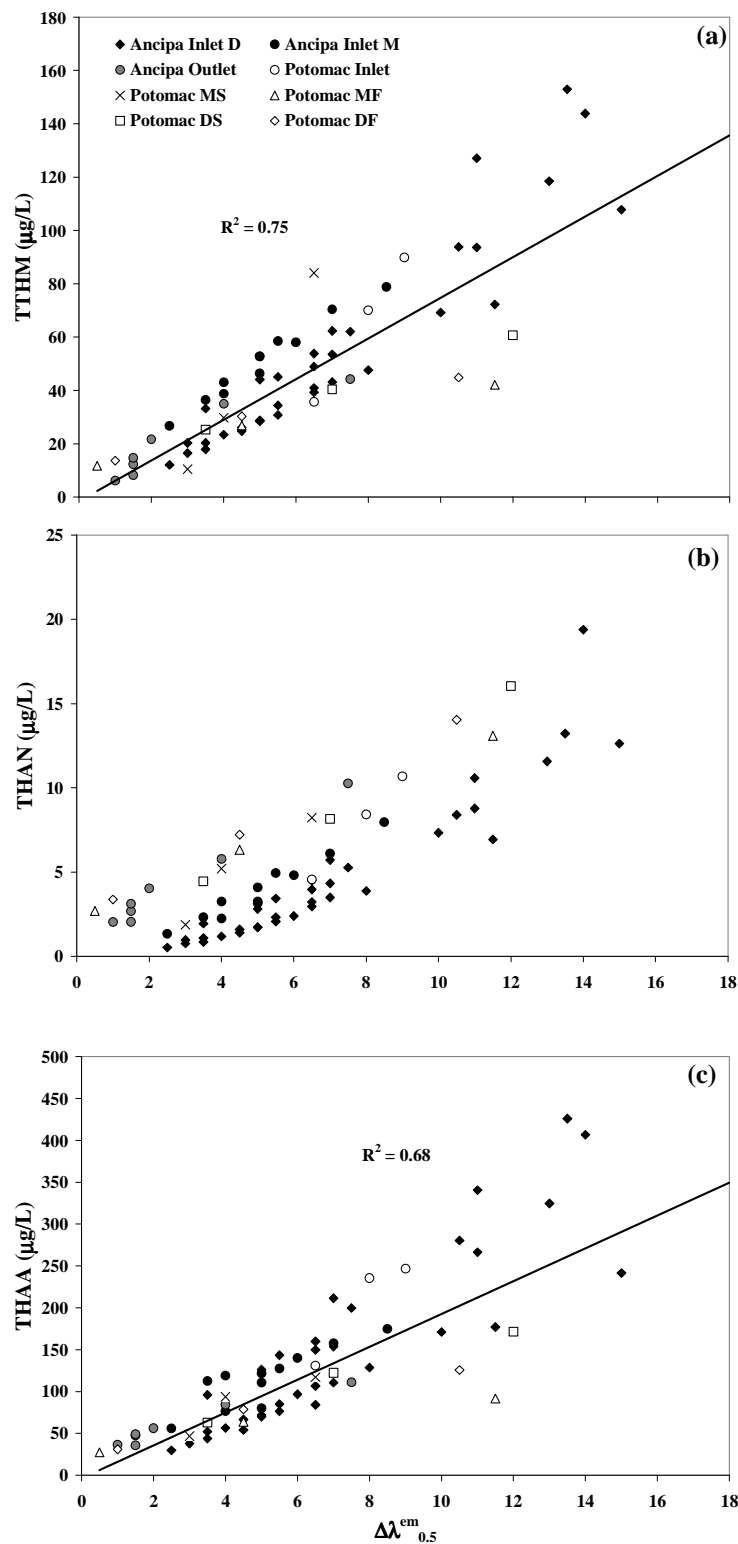 180
160
140
120
100
80
60
40
20
0
TTHM (µg/L)
(a)
Ancipa Inlet D Ancipa Inlet M
Ancipa Outlet Potomac Inlet
Potomac MS Potomac MF
Potomac DS Potomac DF
R² = 0.75
25
20
15
10
5
0
THAN (µg/L)
(b)
0 2 4 6 8 10 12 14 16 18
500
450
400
350
300
250
200
150
100
50
0
THAA (µg/L)
(c)
R² = 0.68
0 2 4 6 8 10 12 14 16 18
Δλᵉᵐ0.5